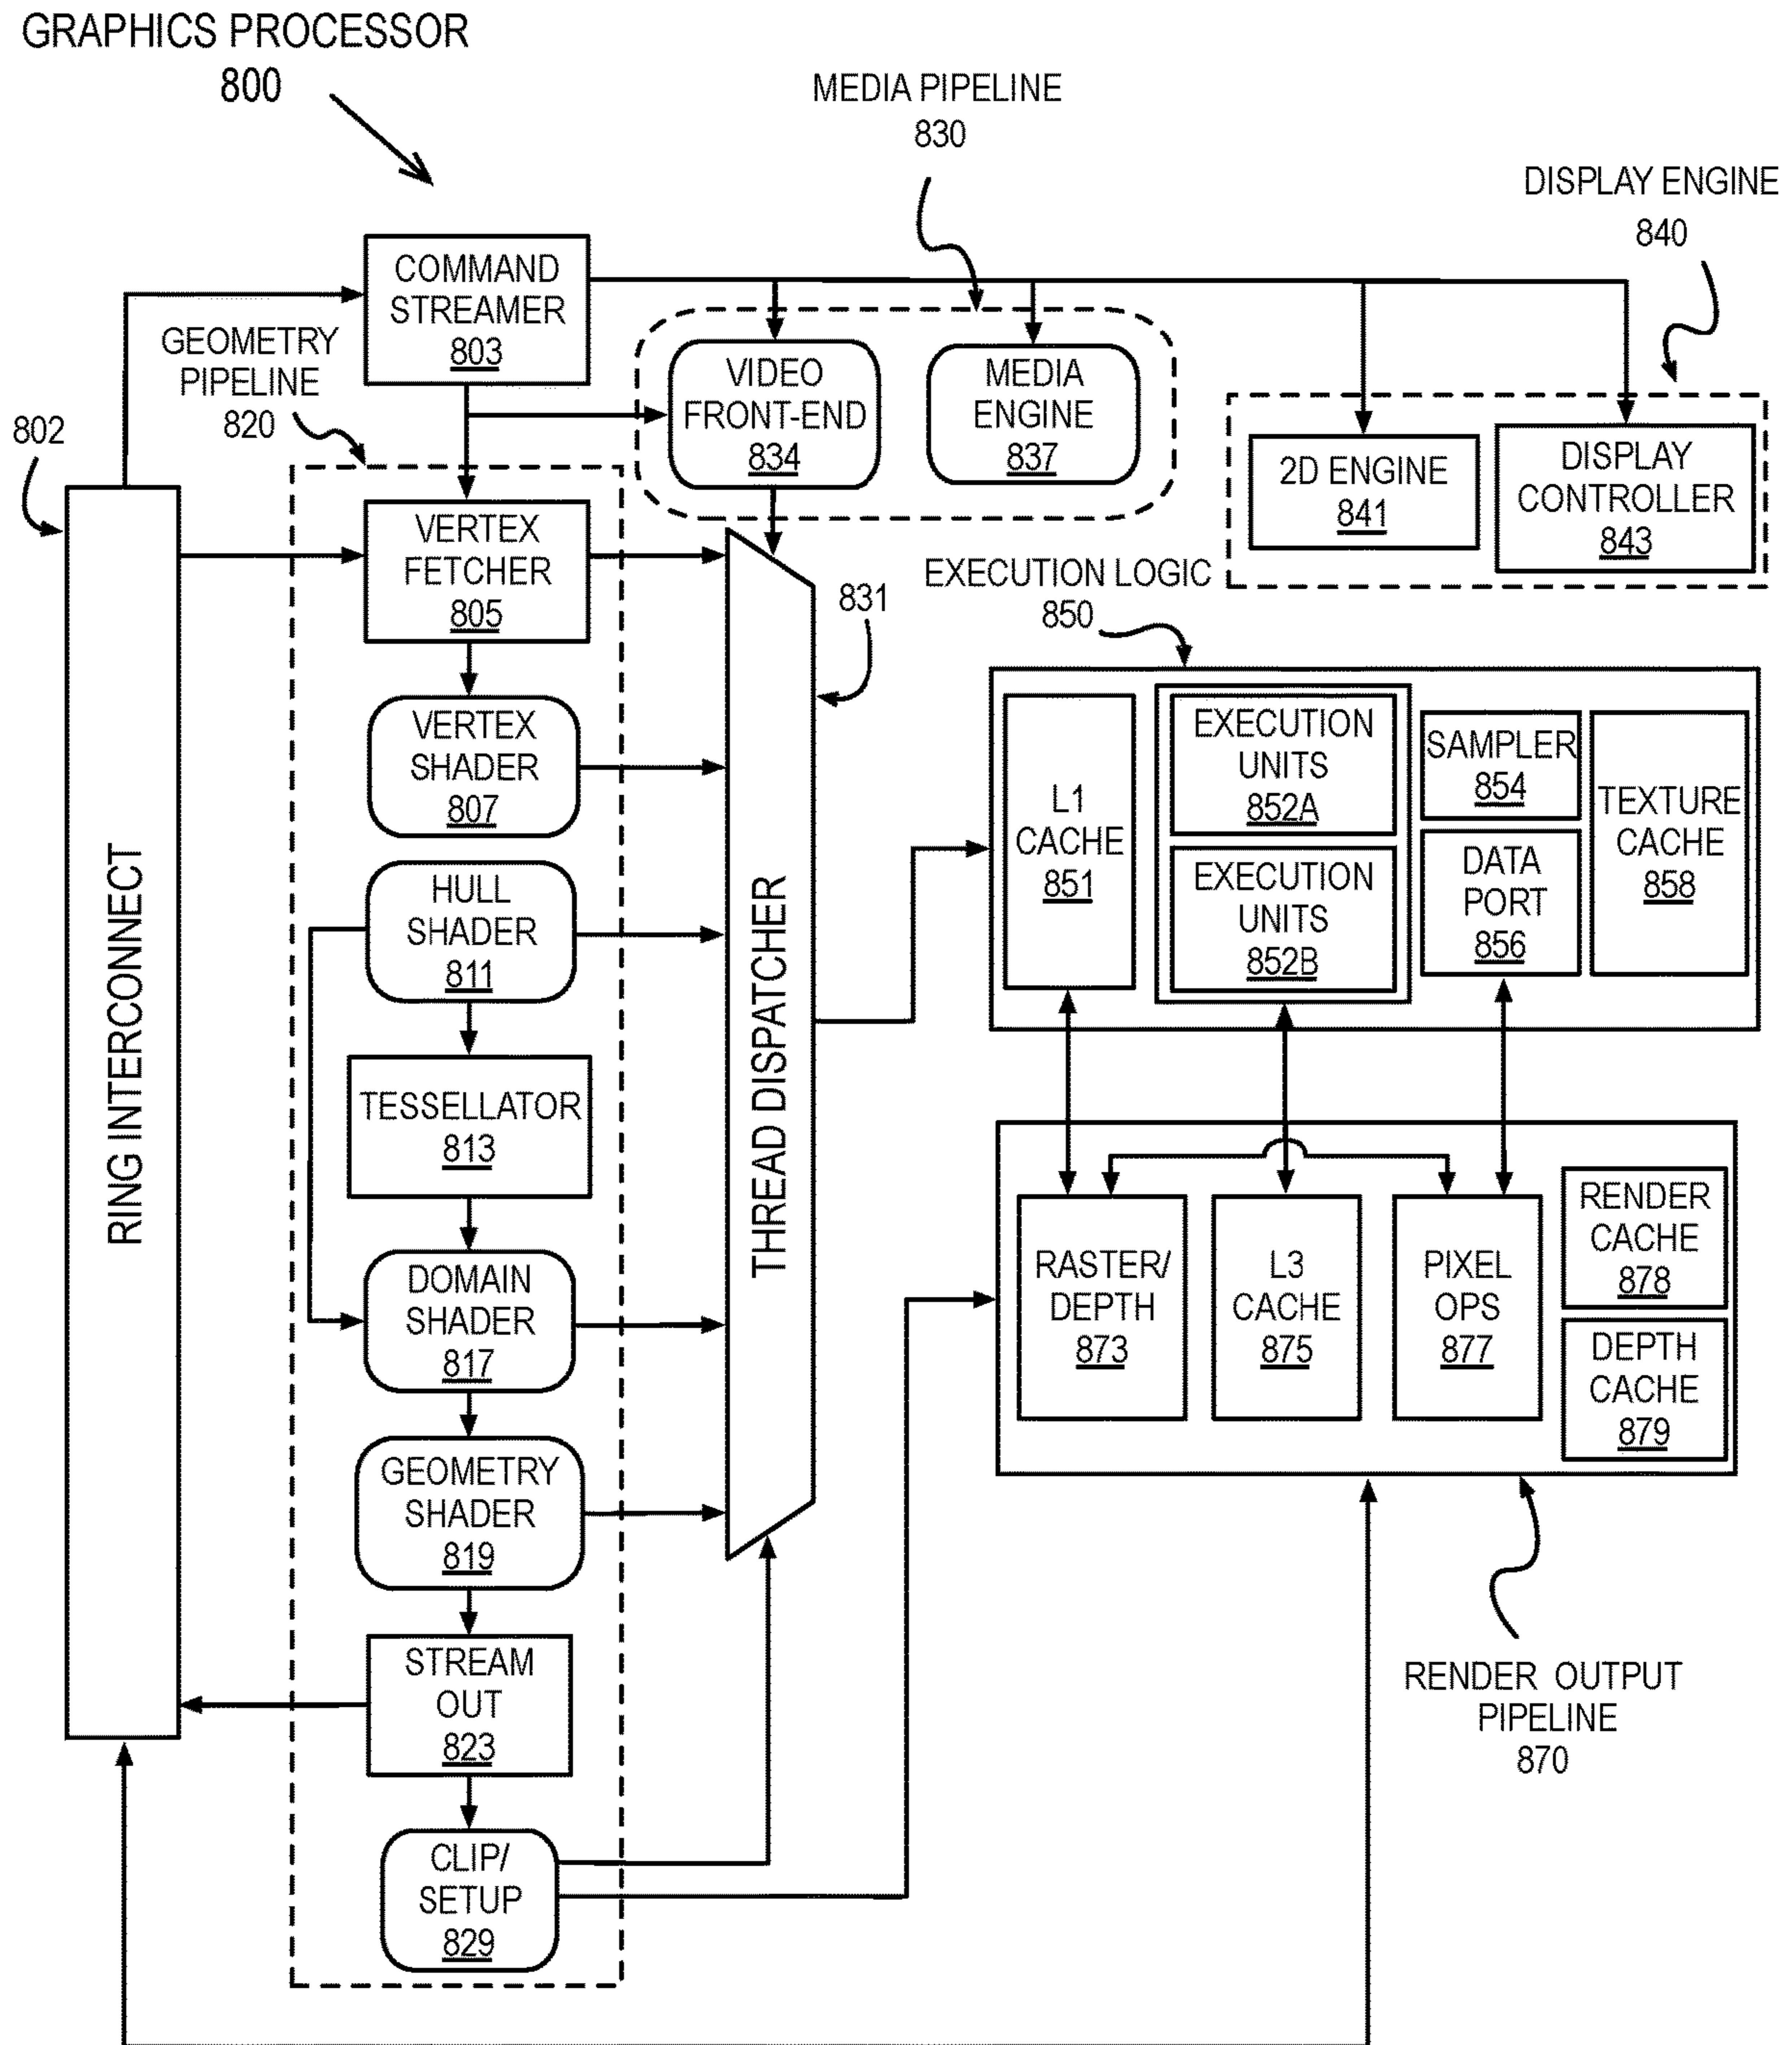 GRAPHICS PROCESSOR
800
MEDIA PIPELINE
830
DISPLAY ENGINE
840
COMMAND
STREAMER
803
GEOMETRY
PIPELINE
820
802
VIDEO
FRONT-END
834
MEDIA
ENGINE
837
2D ENGINE
841
DISPLAY
CONTROLLER
843
RING INTERCONNECT
VERTEX
FETCHER
805
VERTEX
SHADER
807
HULL
SHADER
811
TESSELLATOR
813
DOMAIN
SHADER
817
GEOMETRY
SHADER
819
STREAM
OUT
823
CLIP/
SETUP
829
THREAD DISPATCHER
831
EXECUTION LOGIC
850
L1
CACHE
851
EXECUTION
UNITS
852A
EXECUTION
UNITS
852B
SAMPLER
854
DATA
PORT
856
TEXTURE
CACHE
858
RASTER/
DEPTH
873
L3
CACHE
875
PIXEL
OPS
877
RENDER
CACHE
878
DEPTH
CACHE
879
RENDER OUTPUT
PIPELINE
870